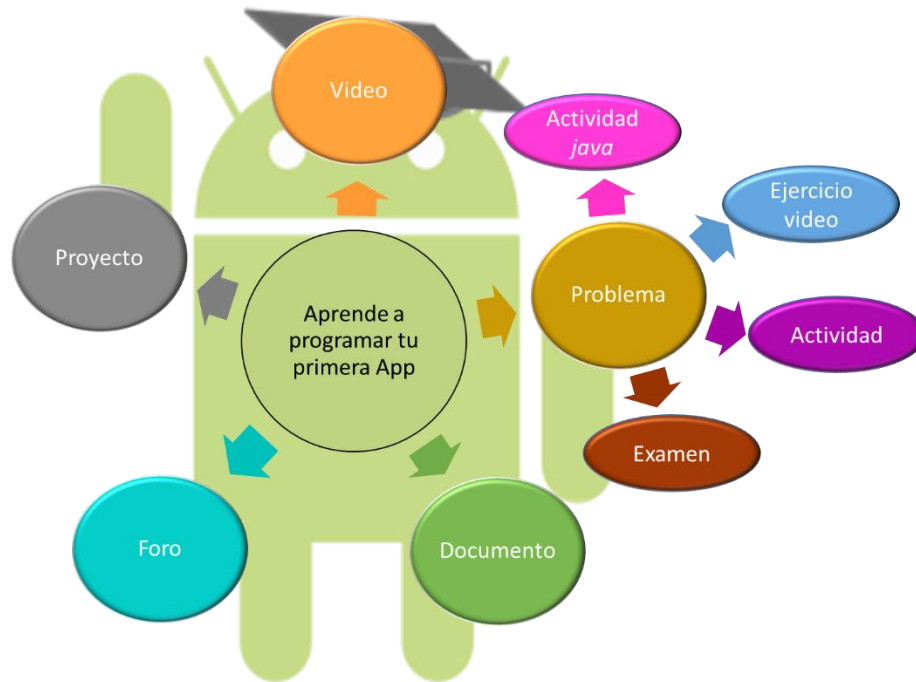 Video
Actividad
java
Ejercicio
video
Proyecto
Problema
Aprende a
programar tu
primera App
Actividad
Examen
Foro
Documento